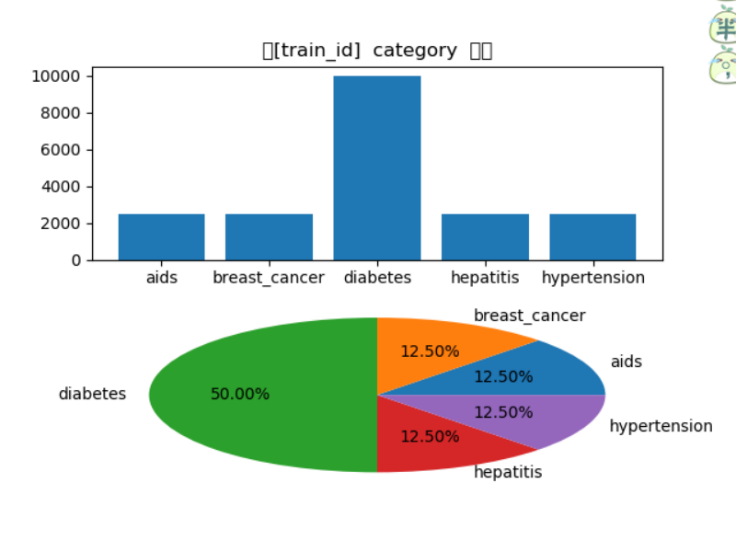 [train_id] category
10000
8000
6000
4000
2000
0
aids breast_cancer diabetes hepatitis hypertension
breast_cancer
12.50%
aids
12.50%
diabetes
50.00%
12.50%
hypertension
12.50%
hepatitis
半